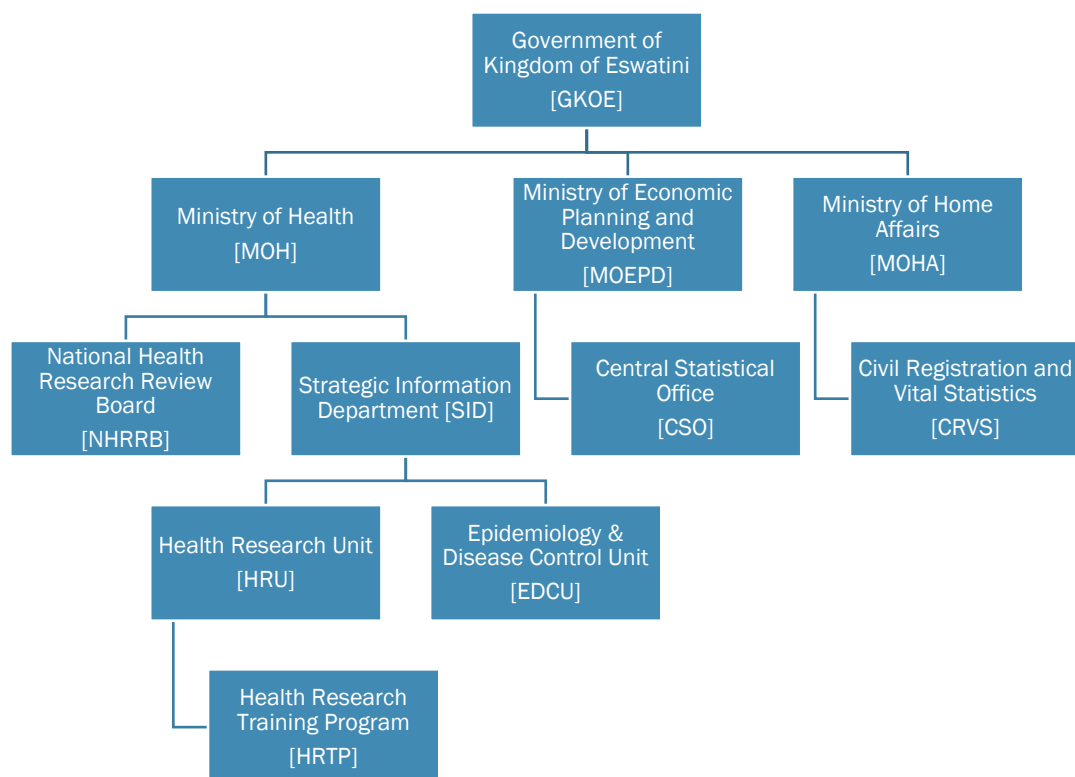 Government of
Kingdom of Eswatini
[GKOE]
Ministry of Health
[MOH]
Ministry of Economic
Planning and
Development
[MOEPD]
Ministry of Home
Affairs
[MOHA]
National Health
Research Review
Board
[NHRRB]
Strategic Information
Department [SID]
Central Statistical
Office
[CSO]
Civil Registration and
Vital Statistics
[CRVS]
Health Research Unit
[HRU]
Epidemiology &
Disease Control Unit
[EDCU]
Health Research
Training Program
[HRTP]